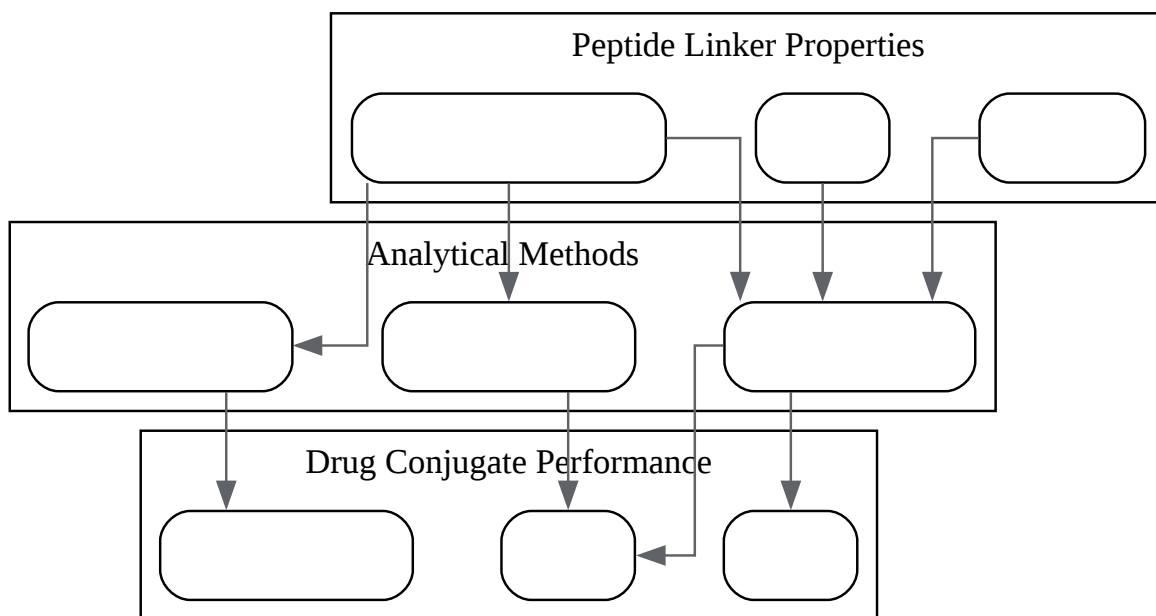 Peptide Linker Properties
Analytical Methods
Drug Conjugate Performance